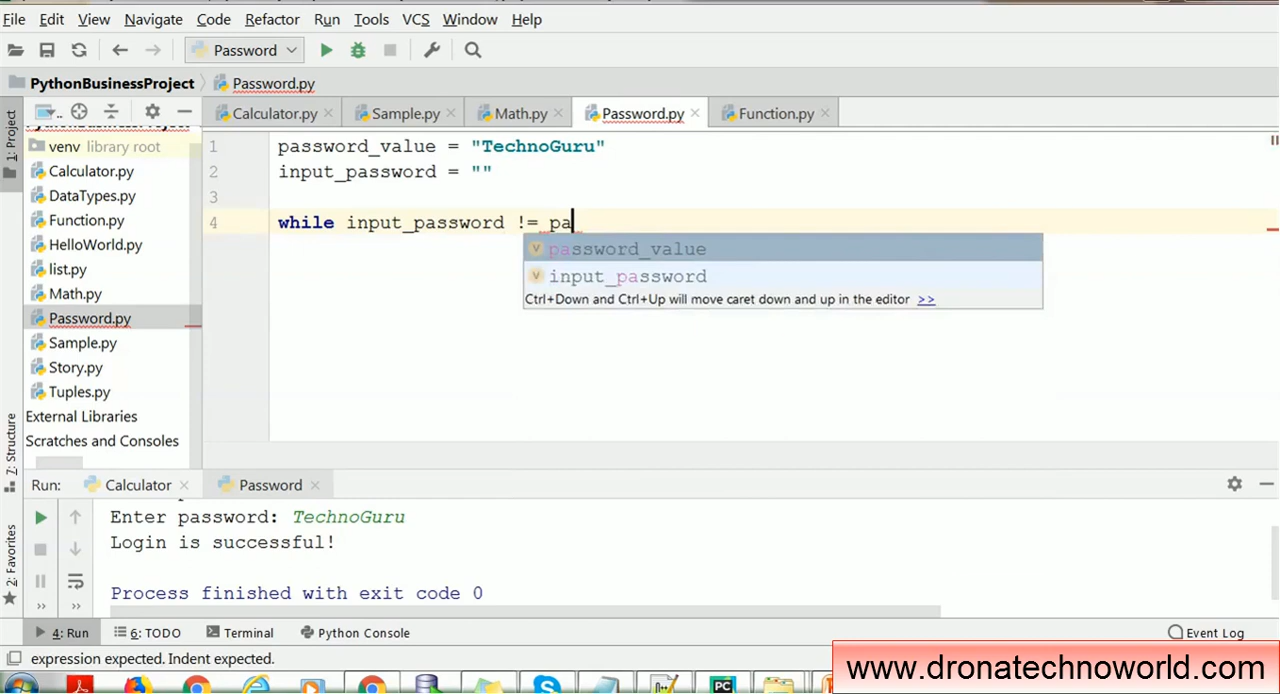 File Edit View Navigate Code Refactor Run Tools VCS Window Help
Password
PythonBusinessProject Password.py
Calculator.py Sample.py Math.py Password.py Function.py
1: Project
venv library root
Calculator.py
DataTypes.py
Function.py
HelloWorld.py
list.py
Math.py
Password.py
Sample.py
Story.py
Tuples.py
External Libraries
Scratches and Consoles
7: Structure
2: Favorites
1 password_value = "TechnoGuru"
2 input_password = ""
3
4 while input_password != pa
v password_value
v input_password
Ctrl+Down and Ctrl+Up will move caret down and up in the editor >>
Run: Calculator Password
Enter password: TechnoGuru
Login is successful!
Process finished with exit code 0
4: Run 6: TODO Terminal Python Console Event Log
expression expected. Indent expected.
www.dronatechnoworld.com
PC